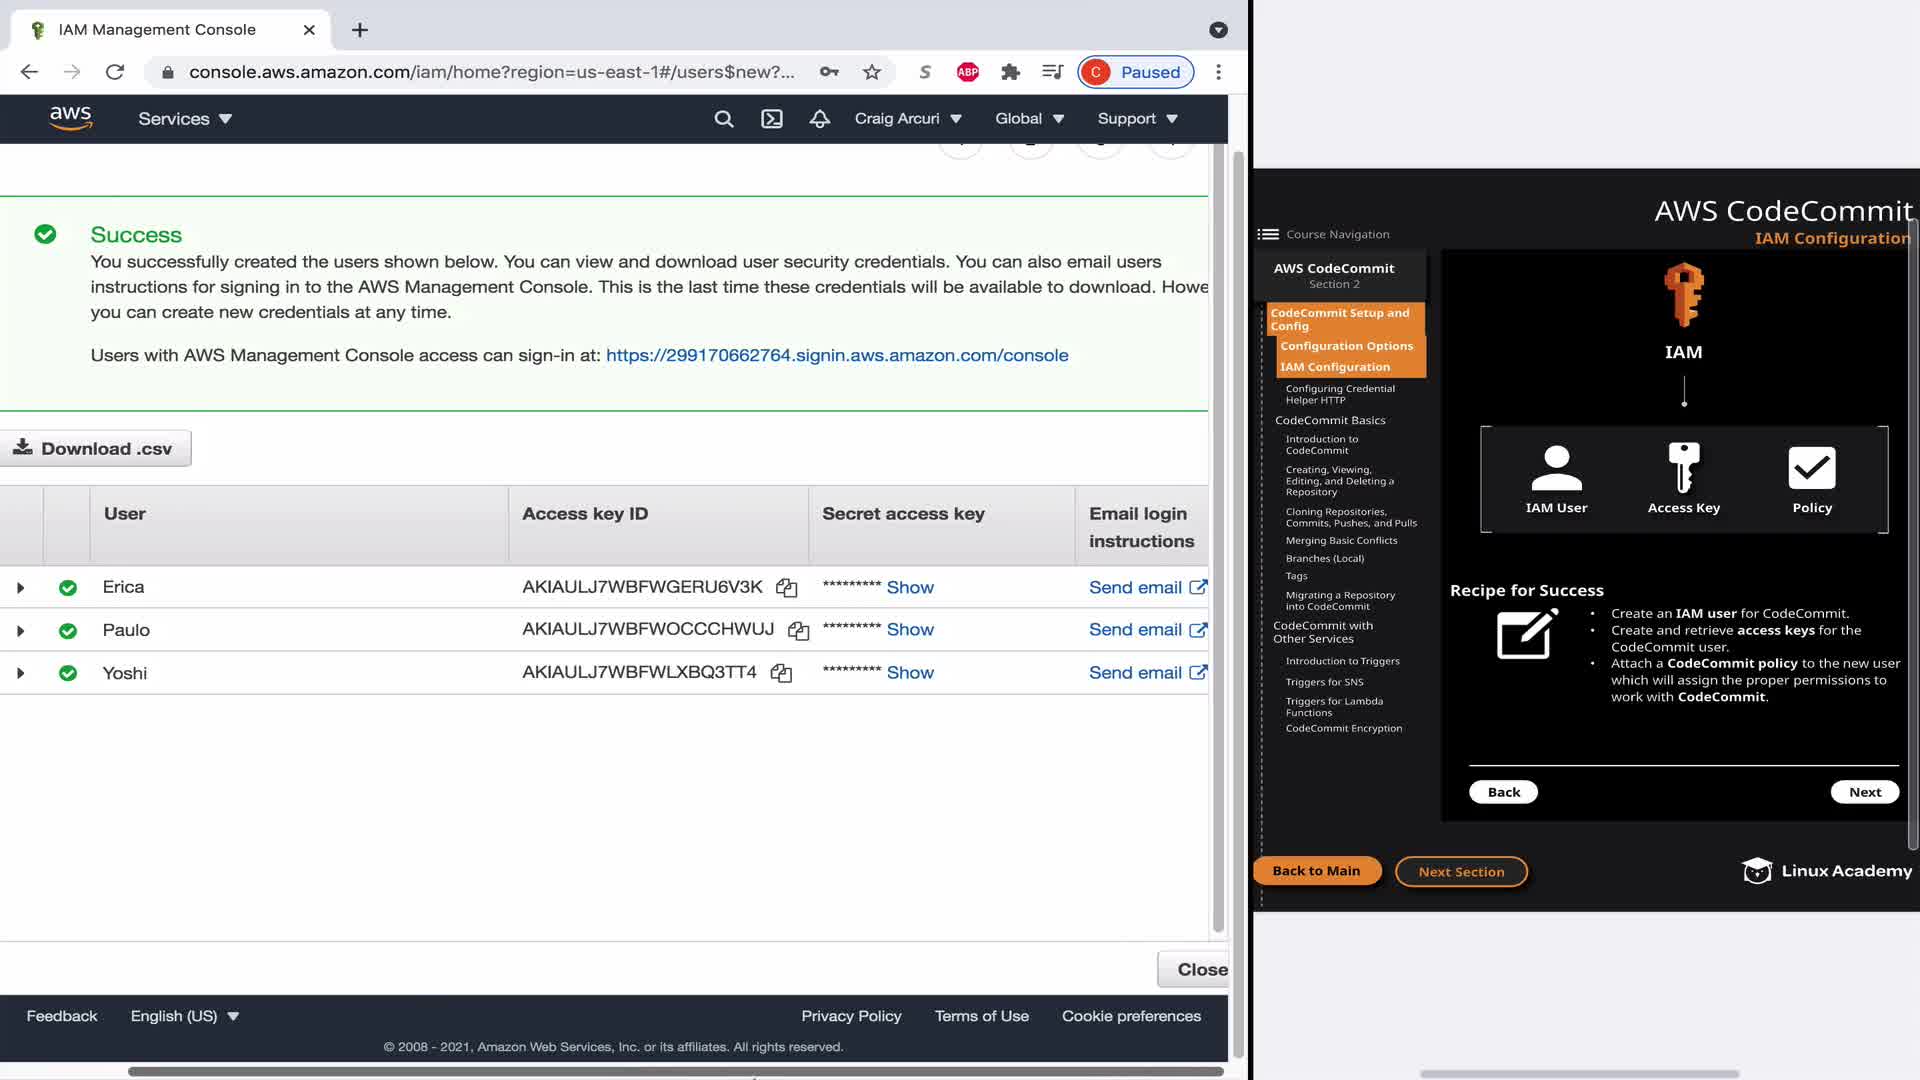 IAM Management Console
console.aws.amazon.com/iam/home?region=us-east-1#/users$new?...
S
ABP
C
Paused
aws
Services
Craig Arcuri
Global
Support
Success
You successfully created the users shown below. You can view and download user security credentials. You can also email users
instructions for signing in to the AWS Management Console. This is the last time these credentials will be available to download. Howe
you can create new credentials at any time.
Users with AWS Management Console access can sign-in at: https://299170662764.signin.aws.amazon.com/console
Download .csv
User
Access key ID
Secret access key
Email login
instructions
Erica
AKIAULJ7WBFWGERU6V3K
********* Show
Send email
Paulo
AKIAULJ7WBFWOCCCHWUJ
********* Show
Send email
Yoshi
AKIAULJ7WBFWLXBQ3TT4
********* Show
Send email
Close
Feedback
English (US)
Privacy Policy
Terms of Use
Cookie preferences
© 2008 - 2021, Amazon Web Services, Inc. or its affiliates. All rights reserved.
AWS CodeCommit
IAM Configuration
Course Navigation
AWS CodeCommit
Section 2
CodeCommit Setup and
Config
Configuration Options
IAM Configuration
Configuring Credential
Helper HTTP
CodeCommit Basics
Introduction to
CodeCommit
Creating, Viewing,
Editing, and Deleting a
Repository
Cloning Repositories,
Commits, Pushes, and Pulls
Merging Basic Conflicts
Branches (Local)
Tags
Migrating a Repository
into CodeCommit
CodeCommit with
Other Services
Introduction to Triggers
Triggers for SNS
Triggers for Lambda
Functions
CodeCommit Encryption
IAM
IAM User
Access Key
Policy
Recipe for Success
• Create an IAM user for CodeCommit.
• Create and retrieve access keys for the
CodeCommit user.
• Attach a CodeCommit policy to the new user
which will assign the proper permissions to
work with CodeCommit.
Back
Next
Back to Main
Next Section
Linux Academy